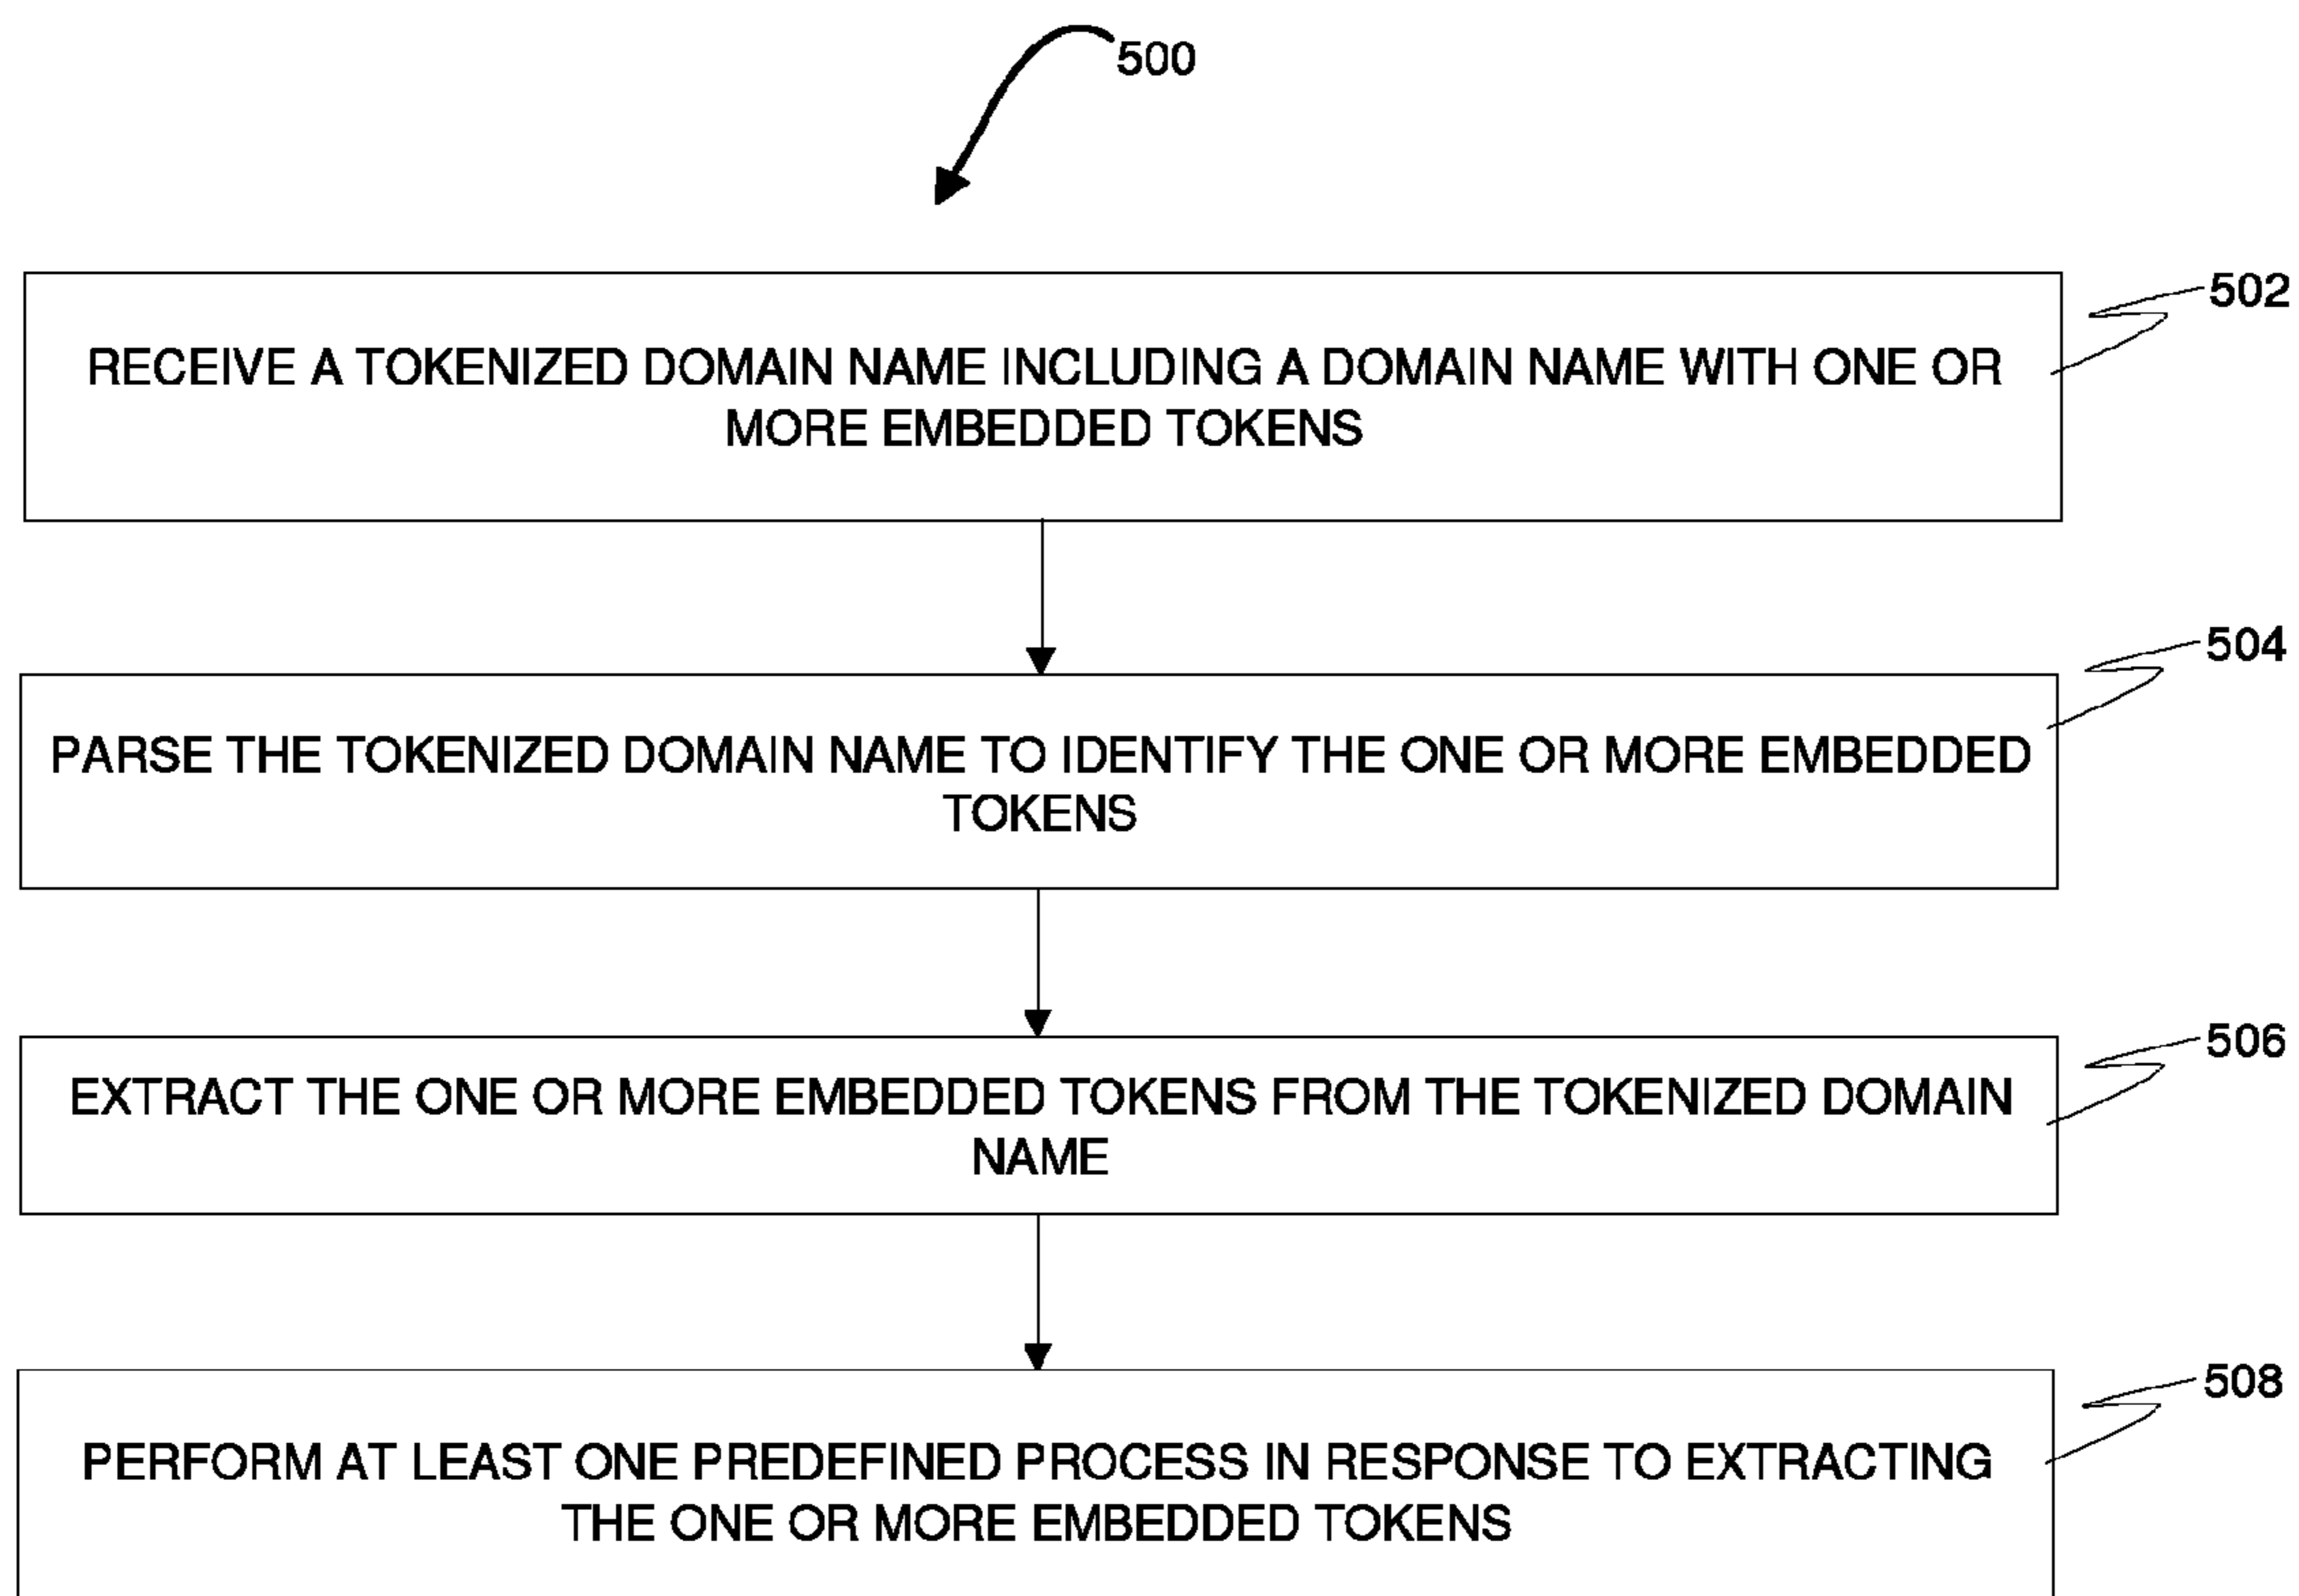 500
502
RECEIVE A TOKENIZED DOMAIN NAME INCLUDING A DOMAIN NAME WITH ONE OR
MORE EMBEDDED TOKENS
504
PARSE THE TOKENIZED DOMAIN NAME TO IDENTIFY THE ONE OR MORE EMBEDDED
TOKENS
506
EXTRACT THE ONE OR MORE EMBEDDED TOKENS FROM THE TOKENIZED DOMAIN
NAME
508
PERFORM AT LEAST ONE PREDEFINED PROCESS IN RESPONSE TO EXTRACTING
THE ONE OR MORE EMBEDDED TOKENS